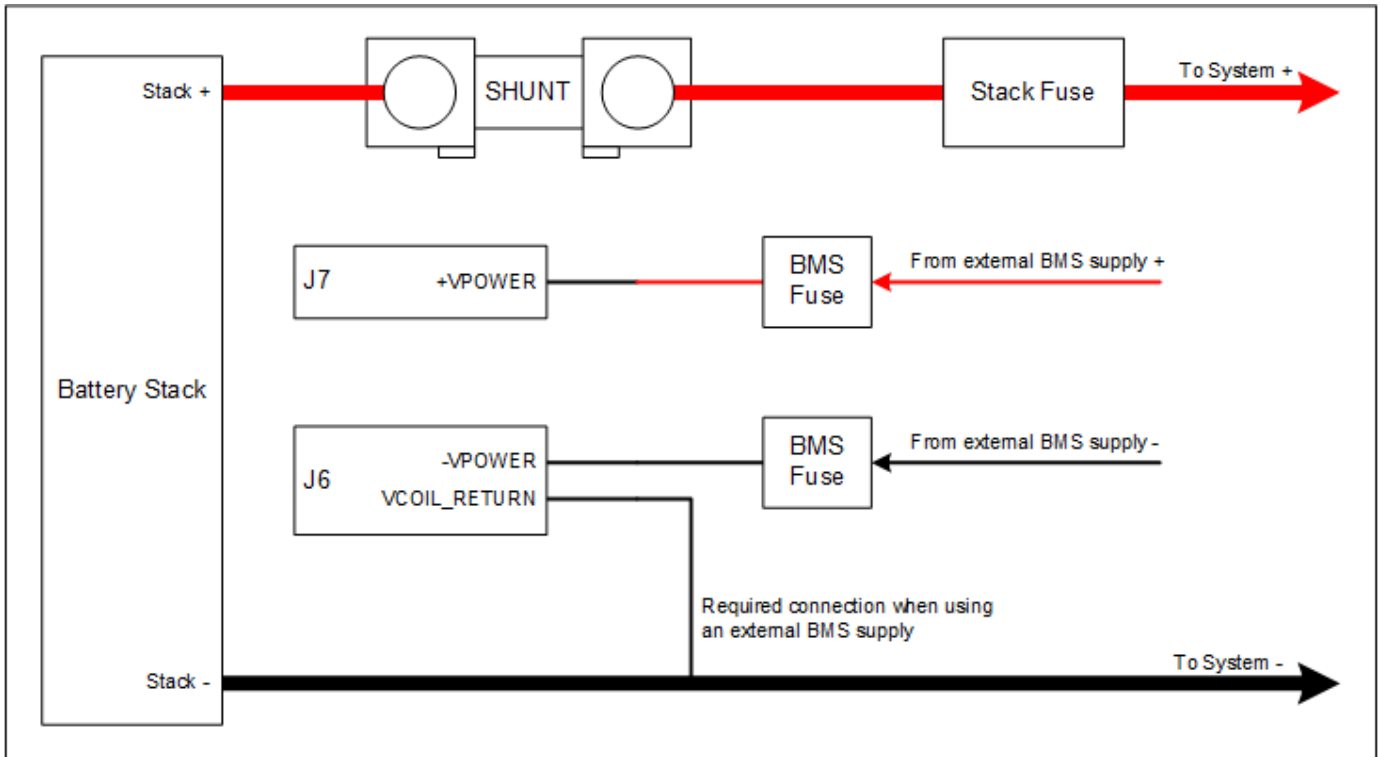 Stack +
SHUNT
Stack Fuse
To System +
J7
+VPOWER
BMS
Fuse
From external BMS supply +
Battery Stack
J6
-VPOWER
VCOIL_RETURN
BMS
Fuse
From external BMS supply -
Required connection when using
an external BMS supply
Stack -
To System -